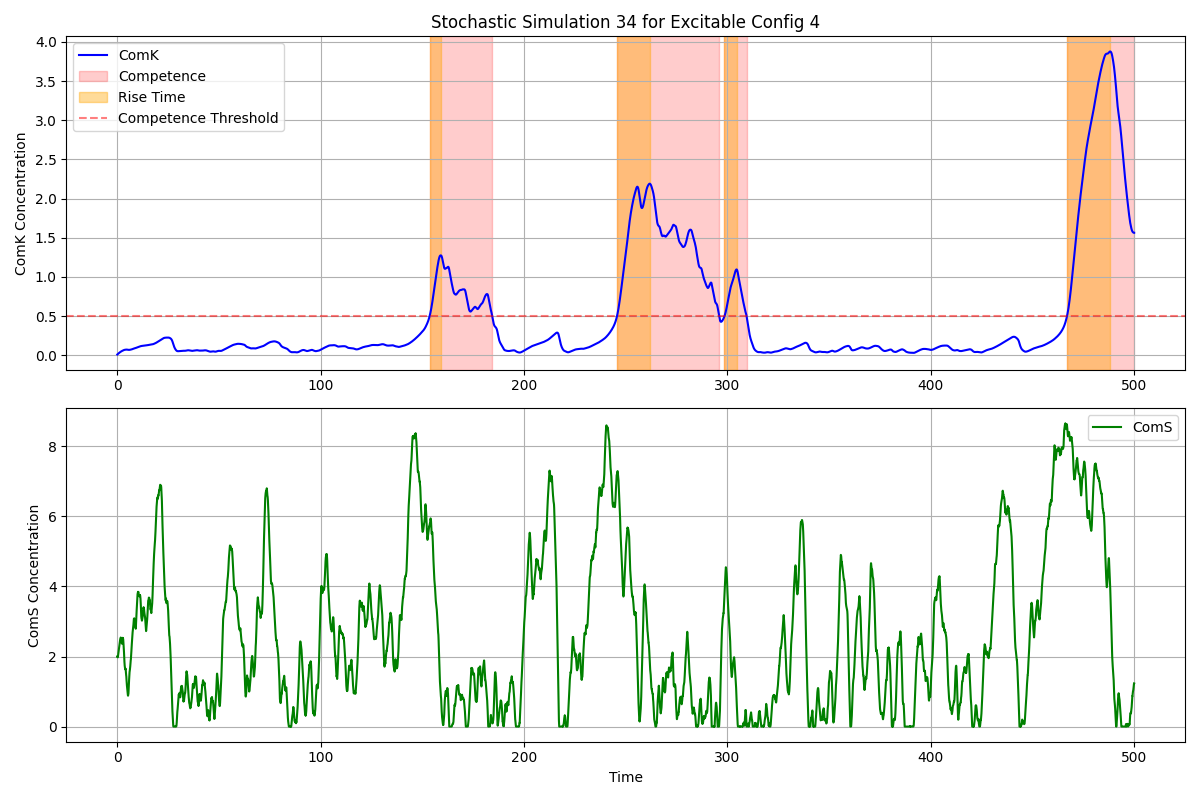 Stochastic Simulation 34 for Excitable Config 4
ComK Concentration
4.0
3.5
3.0
2.5
2.0
1.5
1.0
0.5
0.0
ComK
Competence
Rise Time
Competence Threshold
0 100 200 300 400 500
ComS Concentration
8
6
4
2
0
ComS
0 100 200 300 400 500
Time